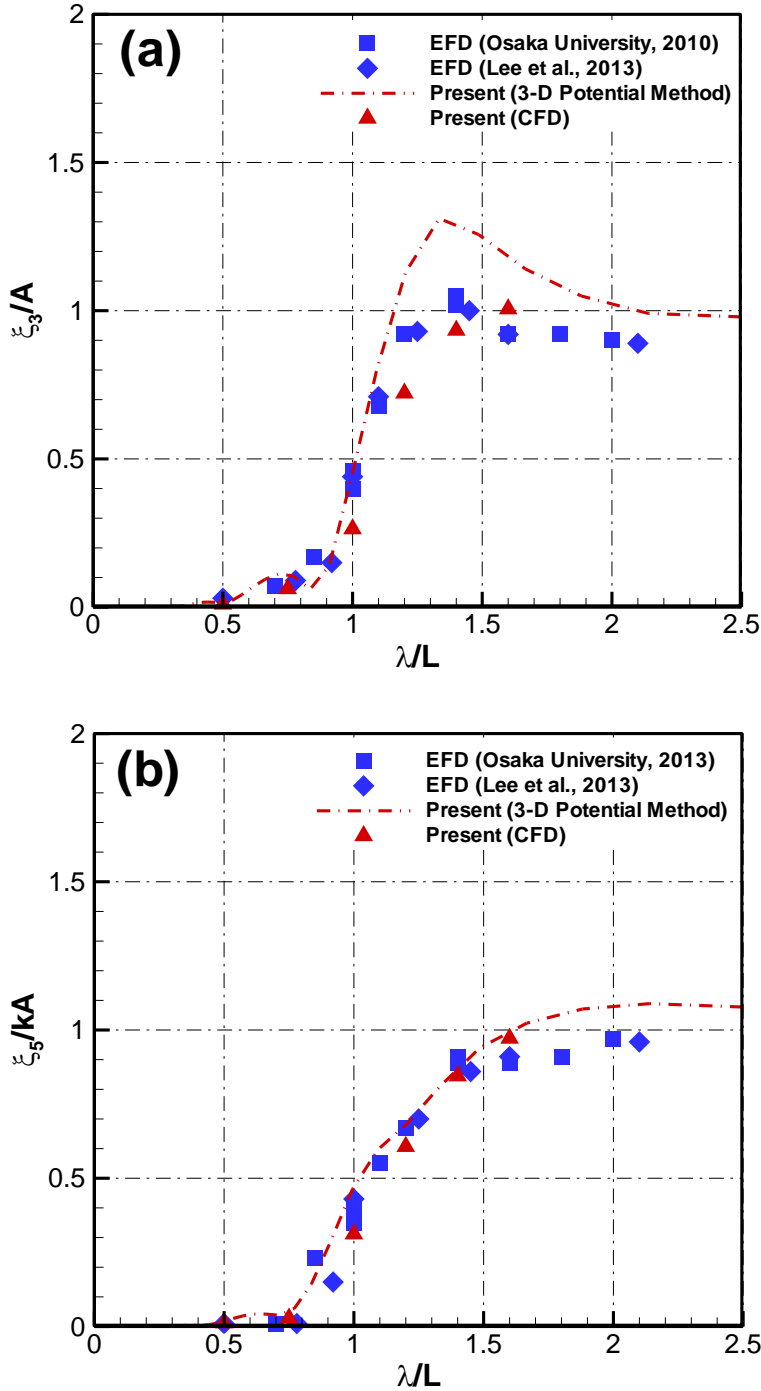 (a)
EFD (Osaka University, 2010)
EFD (Lee et al., 2013)
Present (3-D Potential Method)
Present (CFD)
2
1.5
1
0.5
0
ξ₃/A
0 0.5 1 1.5 2 2.5
λ/L
(b)
EFD (Osaka University, 2013)
EFD (Lee et al., 2013)
Present (3-D Potential Method)
Present (CFD)
2
1.5
1
0.5
0
ξ₅/kA
0 0.5 1 1.5 2 2.5
λ/L